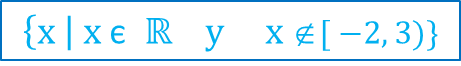 {x | x ϵ ℝ y x ∉[ −2, 3)}